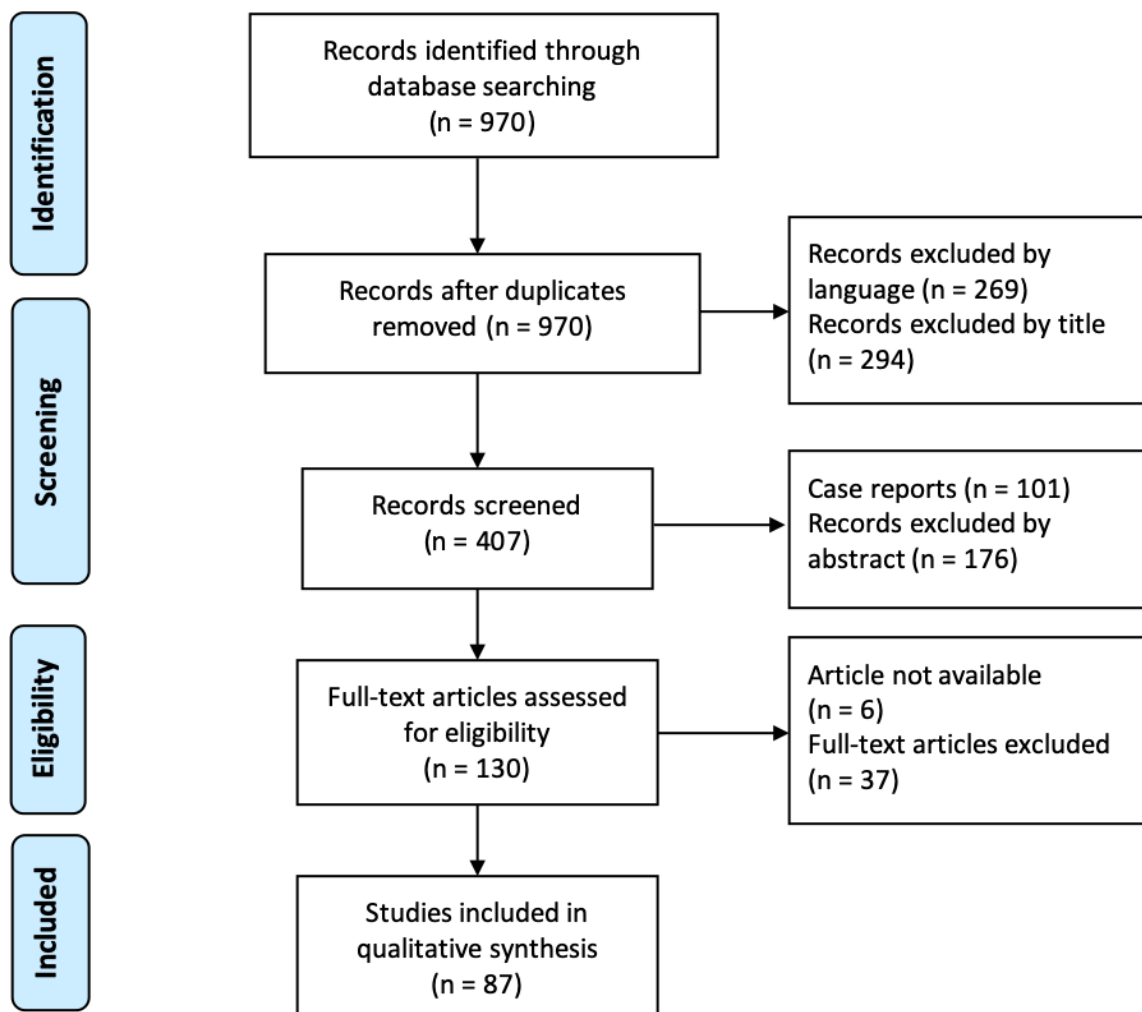 Identification
Records identified through
database searching
(n = 970)
Records after duplicates
removed (n = 970)
Records excluded by
language (n = 269)
Records excluded by title
(n = 294)
Screening
Records screened
(n = 407)
Case reports (n = 101)
Records excluded by
abstract (n = 176)
Eligibility
Full-text articles assessed
for eligibility
(n = 130)
Article not available
(n = 6)
Full-text articles excluded
(n = 37)
Included
Studies included in
qualitative synthesis
(n = 87)